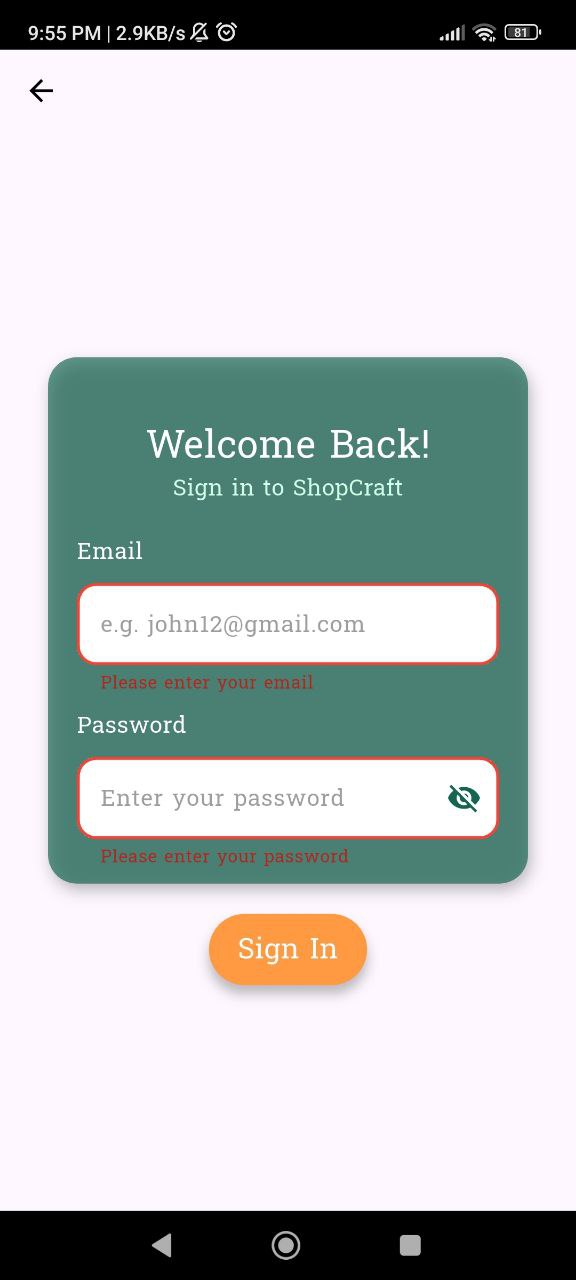 9:55 PM | 2.9KB/s
81
Welcome Back!
Sign in to ShopCraft
Email
e.g. john12@gmail.com
Please enter your email
Password
Enter your password
Please enter your password
Sign In